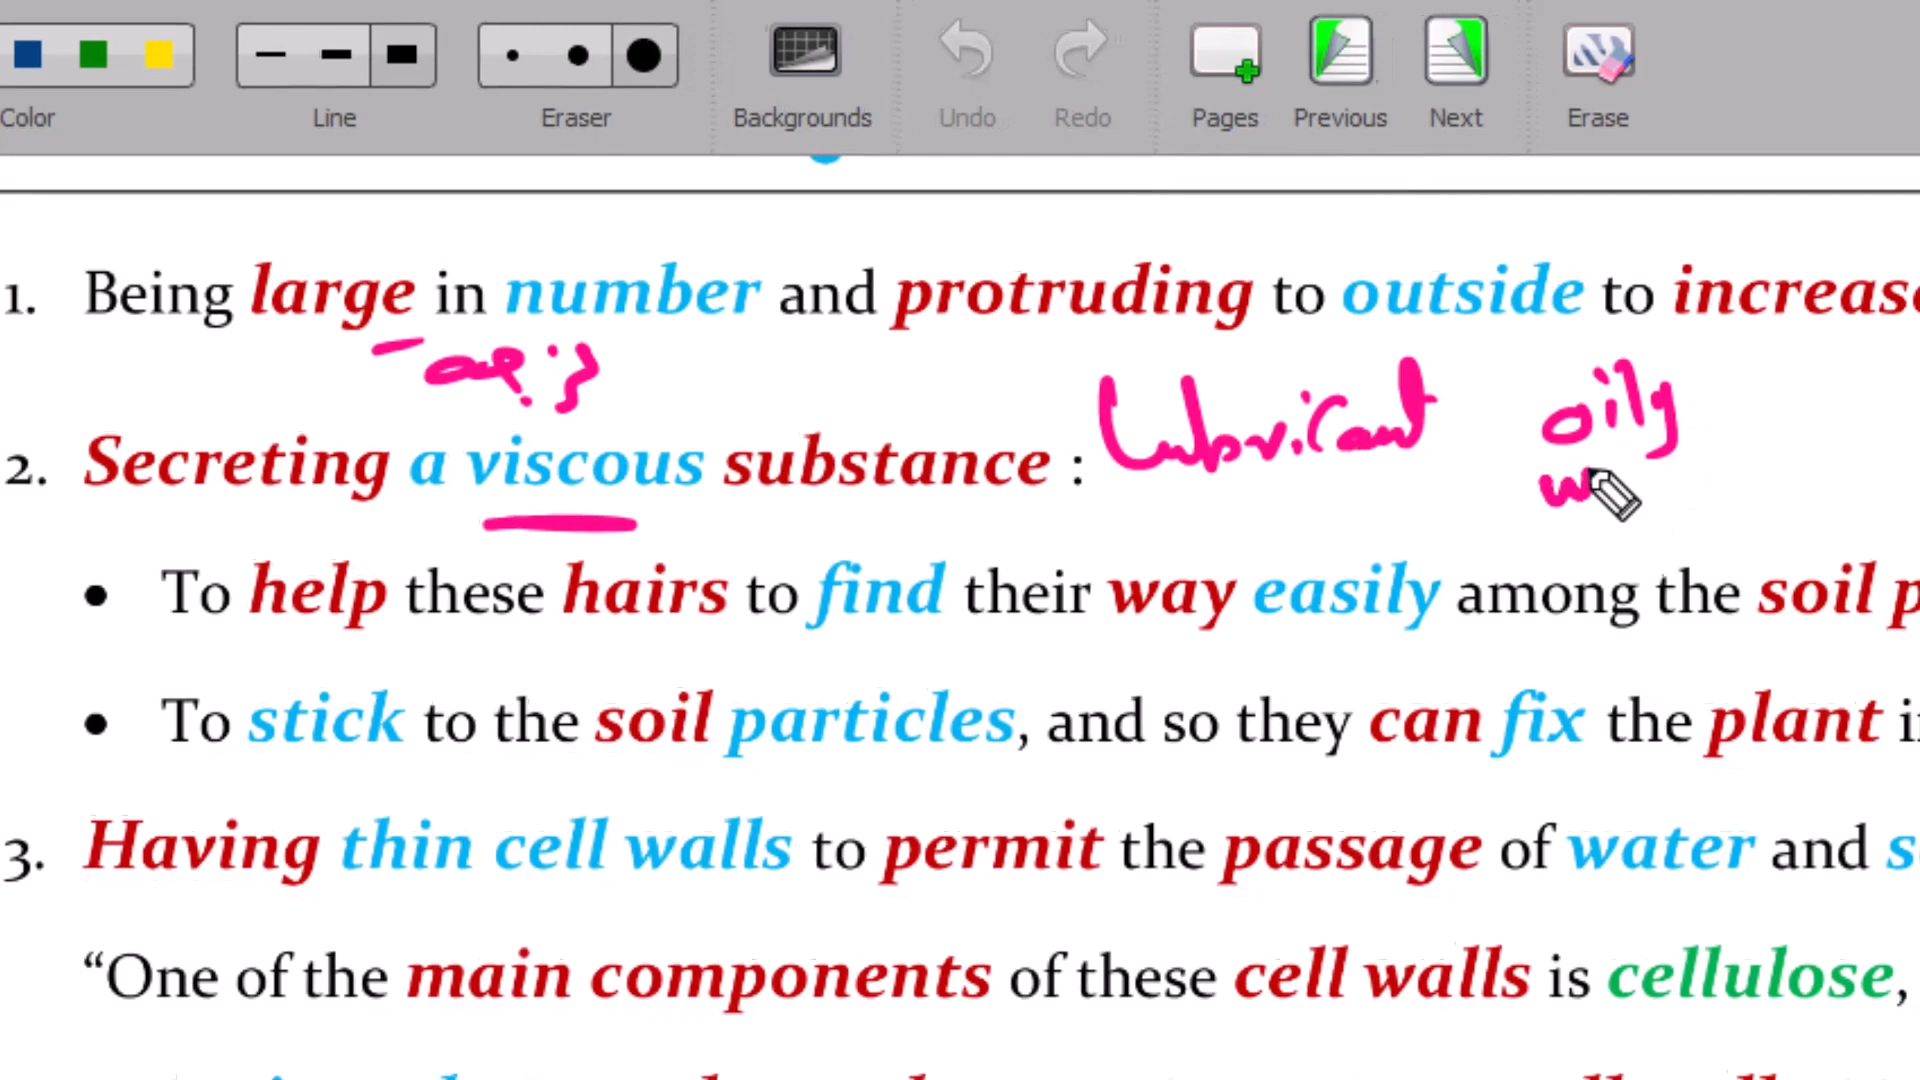 Color Line Eraser Backgrounds Undo Redo Pages Previous Next Erase
1. Being large in number and protruding to outside to increase
Lubricant oily
2. Secreting a viscous substance :
• To help these hairs to find their way easily among the soil p
• To stick to the soil particles, and so they can fix the plant i
3. Having thin cell walls to permit the passage of water and s
“One of the main components of these cell walls is cellulose,